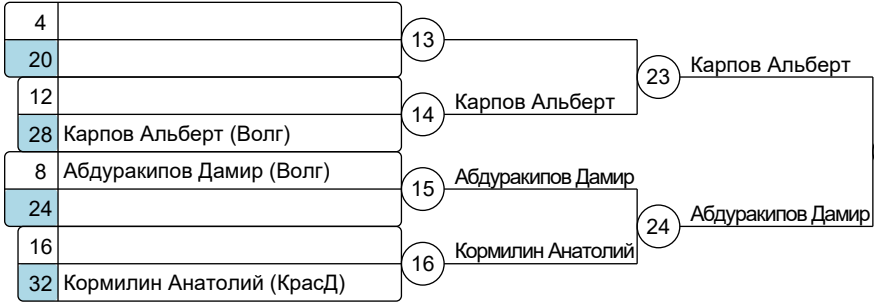 4
13
20
23 Карпов Альберт
12
14 Карпов Альберт
28 Карпов Альберт (Волг)
8 Абдуракипов Дамир (Волг)
15 Абдуракипов Дамир
24
24 Абдуракипов Дамир
16
16 Кормилин Анатолий
32 Кормилин Анатолий (КрасД)